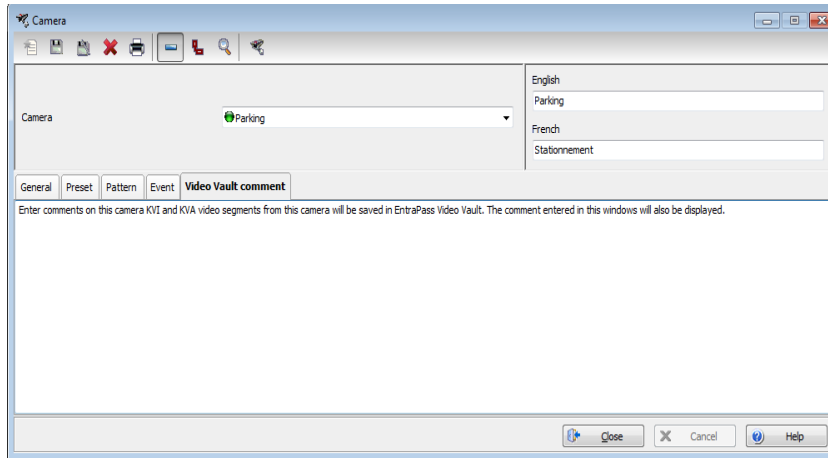 Camera
English
Parking
Camera
Parking
French
Stationnement
General Preset Pattern Event Video Vault comment
Enter comments on this camera KVI and KVA video segments from this camera will be saved in EntraPass Video Vault. The comment entered in this windows will also be displayed.
Close Cancel Help